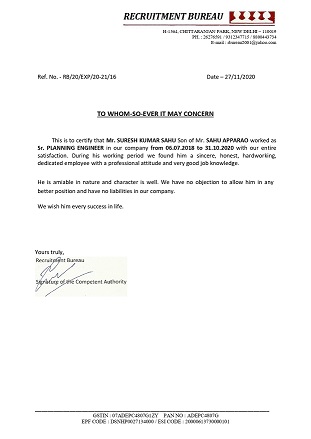 RECRUITMENT BUREAU
H-1564, CHITTARANJAN PARK, NEW DELHI – 110019
PH. : 26276591 / 9312347715 / 8800443734
E-mail : rbureau2001@yahoo.com
Ref. No. - RB/20/EXP/20-21/16 Date – 27/11/2020
TO WHOM-SO-EVER IT MAY CONCERN
This is to certify that Mr. SURESH KUMAR SAHU Son of Mr. SAHU APPARAO worked as
Sr. PLANNING ENGINEER in our company from 06.07.2018 to 31.10.2020 with our entire
satisfaction. During his working period we found him a sincere, honest, hardworking,
dedicated employee with a professional attitude and very good job knowledge.
He is amiable in nature and character is well. We have no objection to allow him in any
better position and have no liabilities in our company.
We wish him every success in life.
Yours truly,
Recruitment Bureau
Signature of the Competent Authority
GSTIN : 07ADEPC4807G1ZY PAN NO : ADEPC4807G
EPF CODE : DSNHP0027134000 / ESI CODE : 20000613730000101